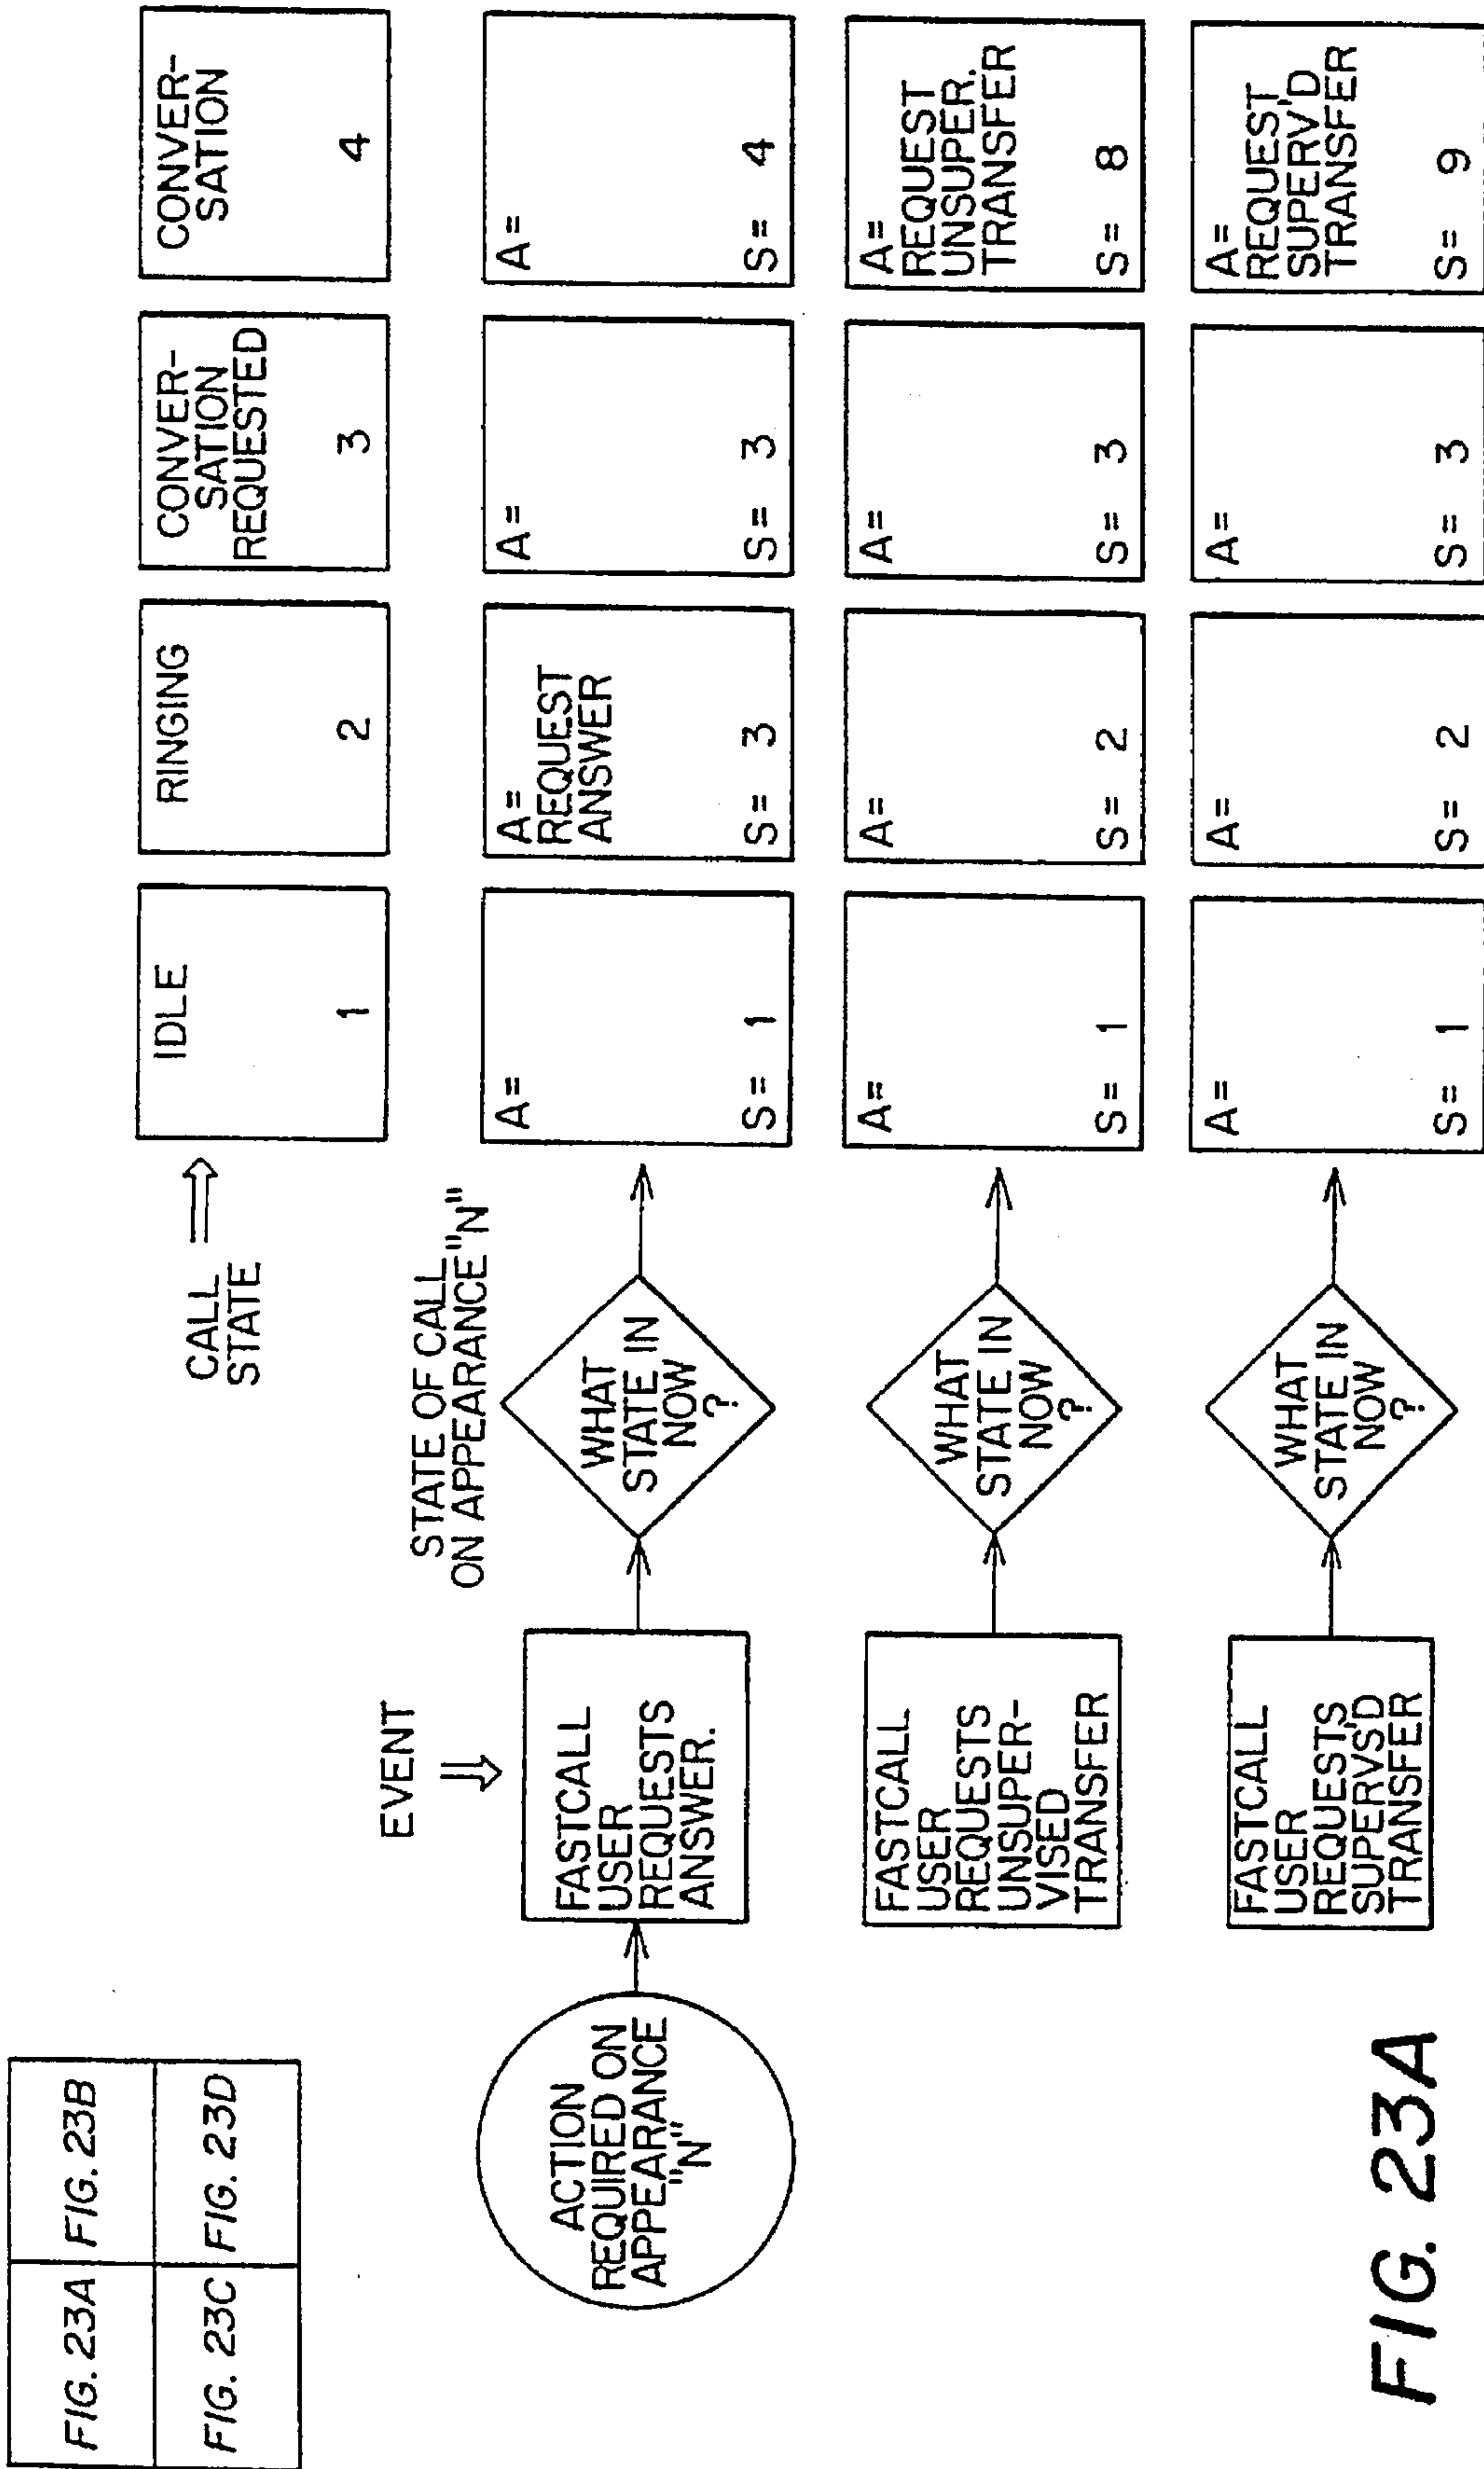 FIG. 23A FIG. 23B
FIG. 23C FIG. 23D
CALL
STATE
IDLE
1
RINGING
2
CONVER-
SATION
REQUESTED
3
CONVER-
SATION
4
EVENT
STATE OF CALL
ON APPEARANCE "N"
ACTION
REQUIRED ON
APPEARANCE
"N"
FASTCALL
USER
REQUESTS
ANSWER.
WHAT
STATE IN
NOW
?
A=
S= 1
A=
REQUEST
ANSWER
S= 3
A=
S= 3
A=
S= 4
FASTCALL
USER
REQUESTS
UNSUPER-
VISED
TRANSFER
WHAT
STATE IN
NOW
?
A=
S= 1
A=
S= 2
A=
S= 3
A=
REQUEST
UNSUPER.
TRANSFER
S= 8
FASTCALL
USER
REQUESTS
SUPERVS'D
TRANSFER
WHAT
STATE IN
NOW
?
A=
S= 1
A=
S= 2
A=
S= 3
A=
REQUEST
SUPERV'D
TRANSFER
S= 9
FIG. 23A